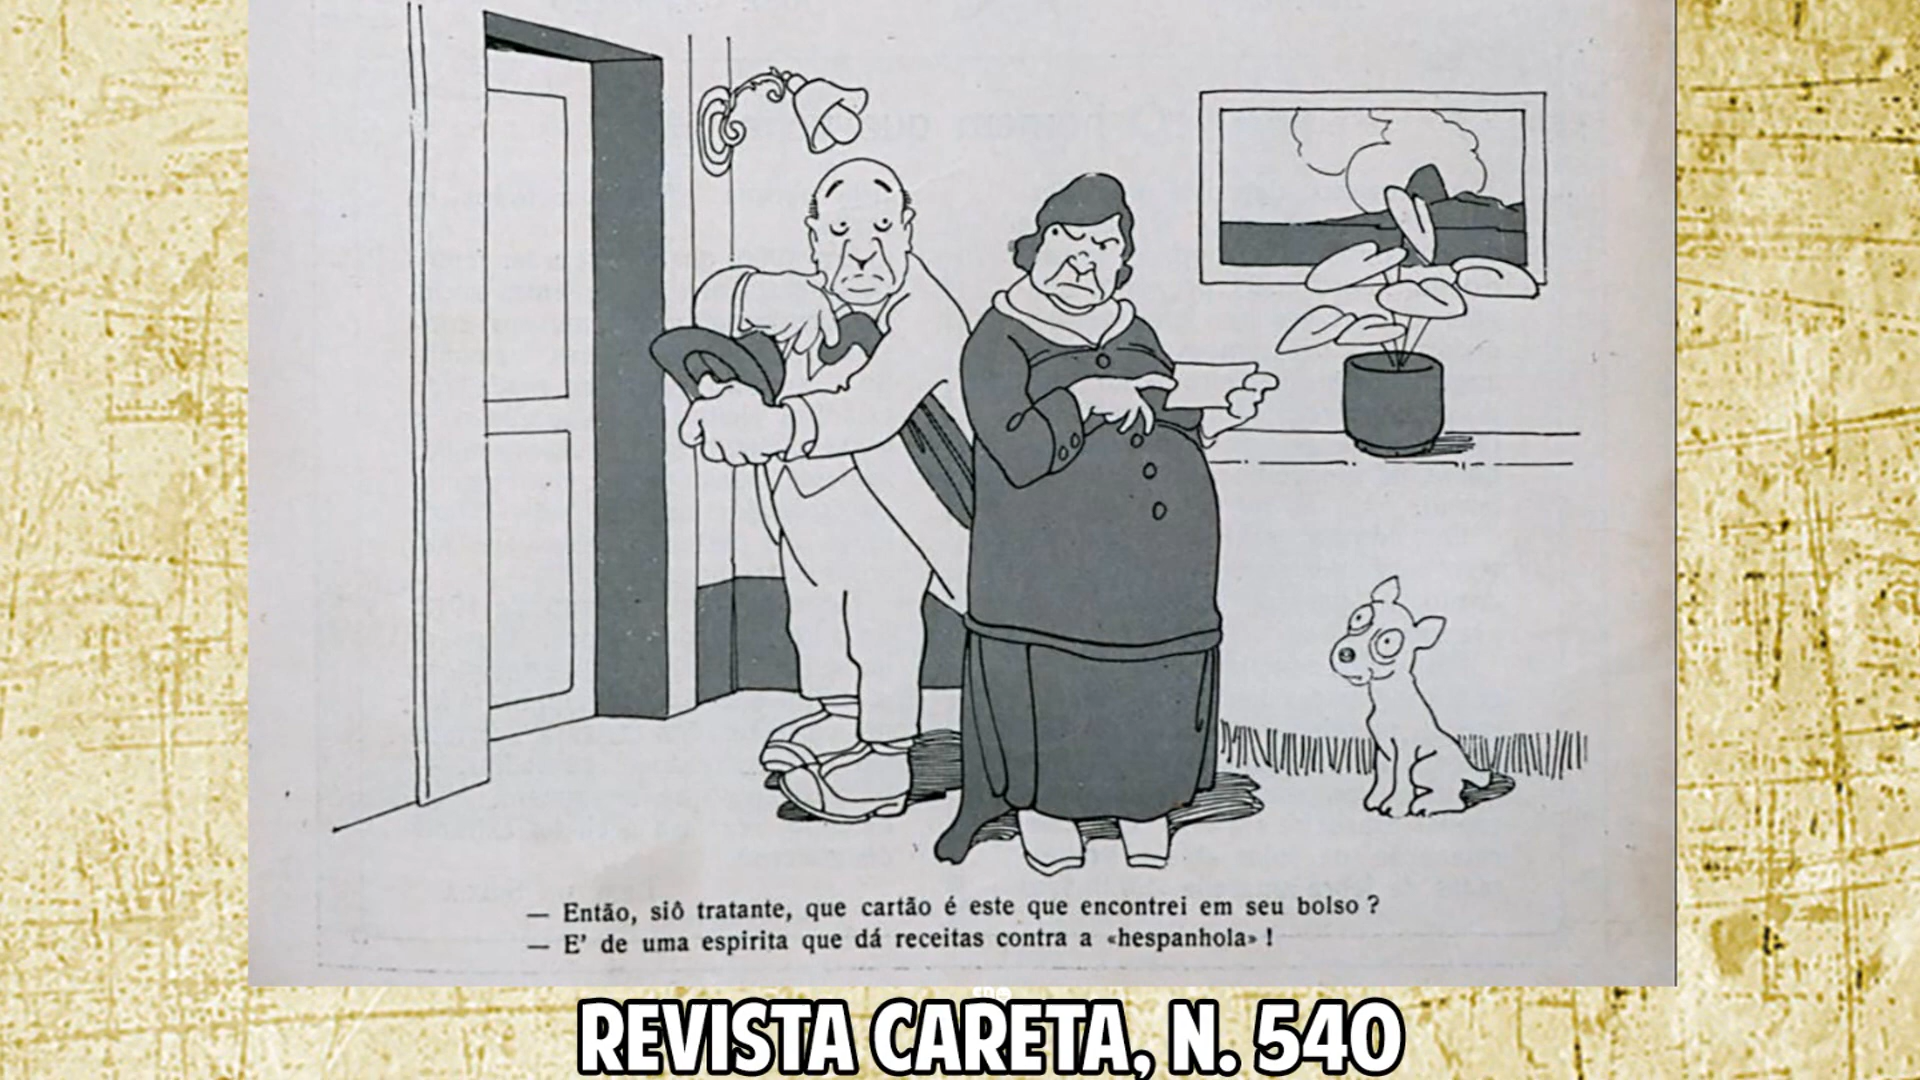 — Então, siô tratante, que cartão é este que encontrei em seu bolso ?
— E' de uma espirita que dá receitas contra a «hespanhola» !
REVISTA CARETA, N. 540